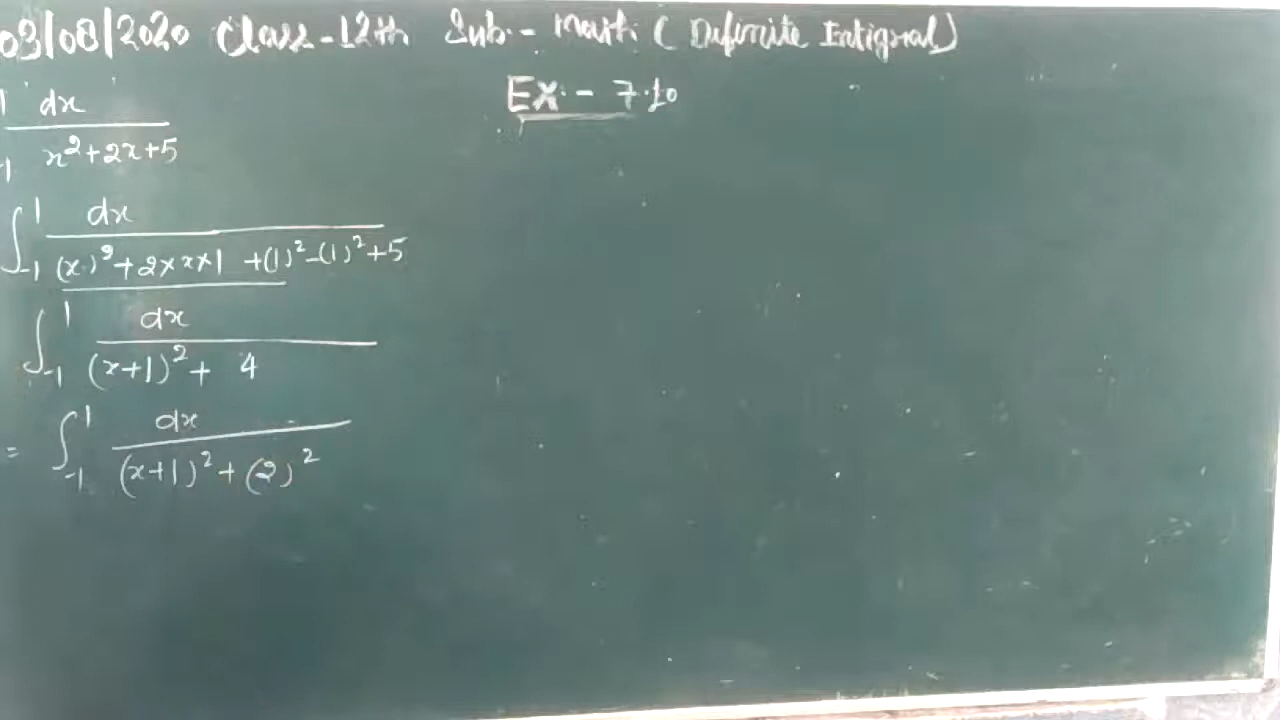 03/08/2020 Class-12th Sub.- Math (Definite Entignal)
Ex.- 7.10
1 dx
-1 x²+2x+5
∫ 1 dx
-1 (x)²+2×x×1 +(1)²-(1)²+5
∫ 1 dx
-1 (x+1)²+ 4
= ∫ 1 dx
-1 (x+1)²+(2)²